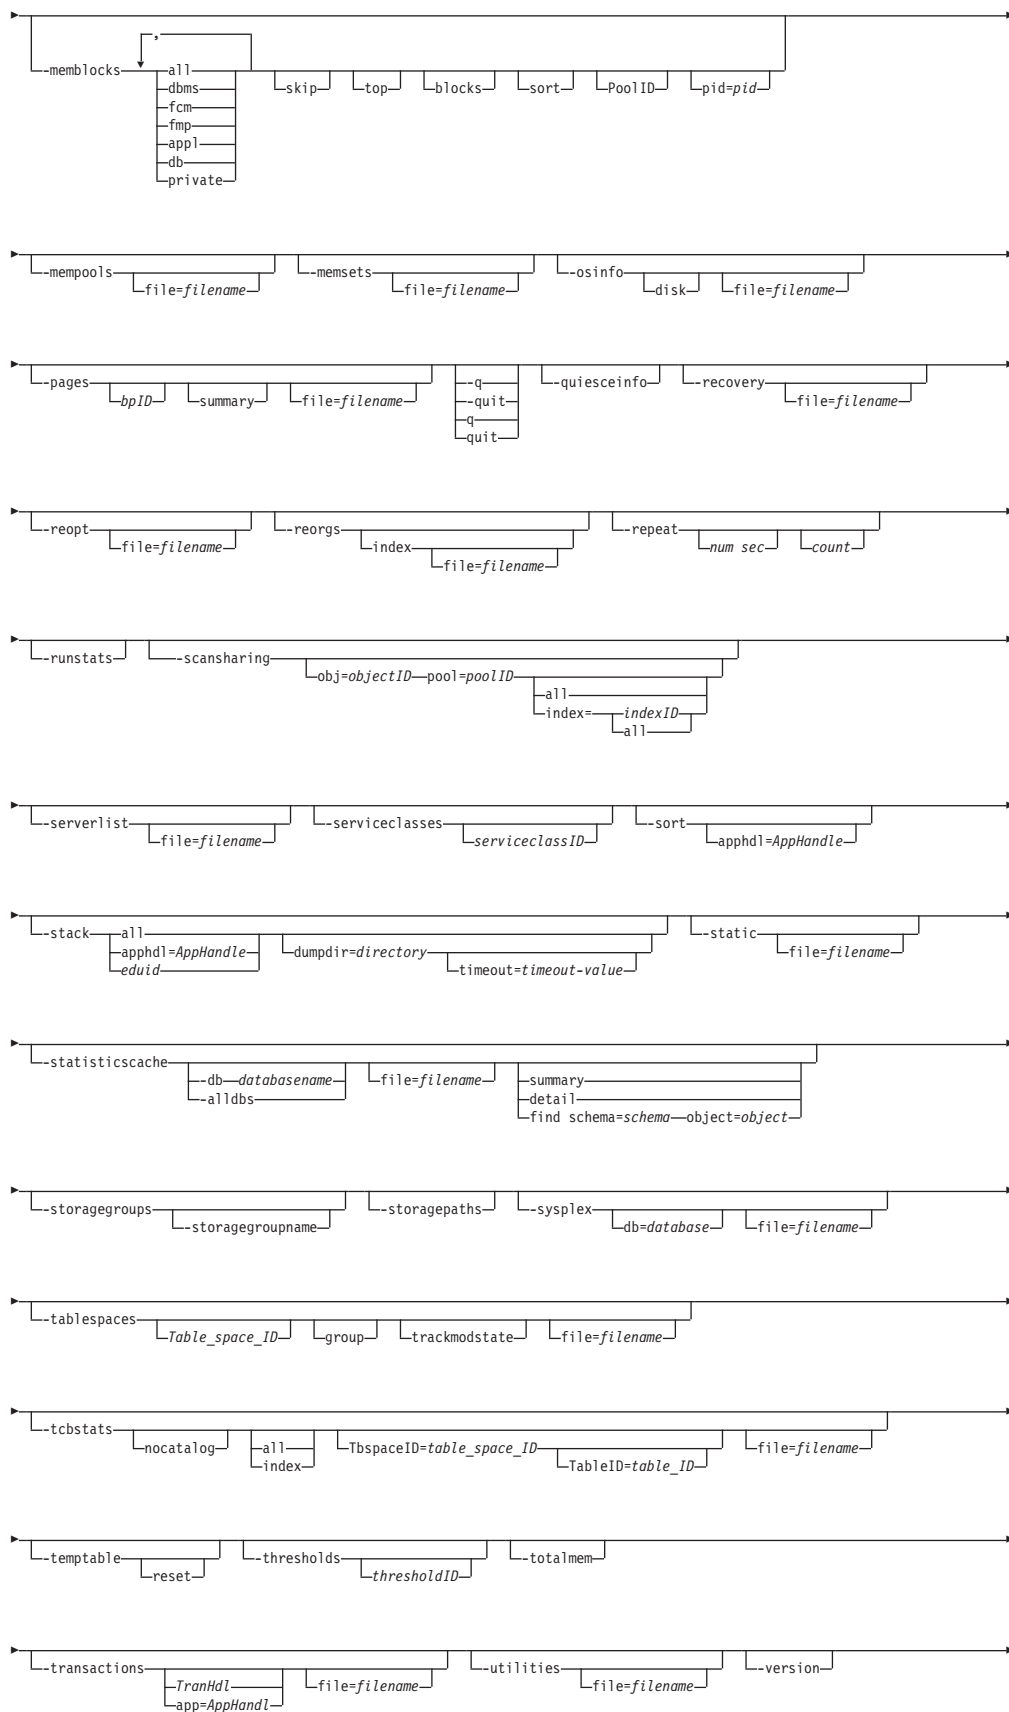 ,
-memblocks all skip top blocks sort PoolID pid=pid
dbms
fcm
fmp
appl
db
private
-mempools file=filename -memsets file=filename -osinfo disk file=filename
-pages bpID summary file=filename -q -quiesceinfo -recovery file=filename
-quit
q
quit
-reopt file=filename -reorgs index file=filename -repeat num sec count
-runstats -scansharing obj=objectID pool=poolID
all
index= indexID
all
-serverlist file=filename -serviceclasses serviceclassID -sort apphdl=AppHandle
-stack all dumpdir=directory timeout=timeout-value -static file=filename
apphdl=AppHandle
eduid
-statisticscache -db databasename file=filename summary
-alldbs detail
find schema=schema object=object
-storagegroups -storagegroupname -storagepaths -sysplex db=database file=filename
-tablespaces Table_space_ID group trackmodstate file=filename
-tcbstats nocatalog all TbspaceID=table_space_ID TableID=table_ID file=filename
index
-temptable reset -thresholds thresholdID -totalmem
-transactions TranHdl file=filename -utilities file=filename -version
app=AppHandl